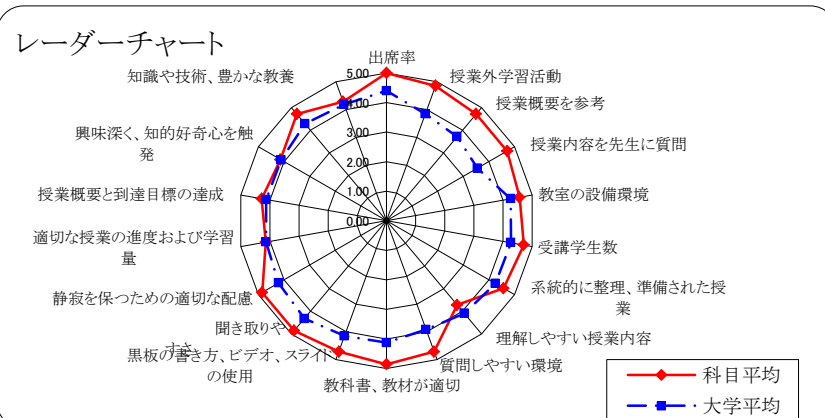 レーダーチャート
出席率
授業外学習活動
授業概要を参考
授業内容を先生に質問
教室の設備環境
受講学生数
系統的に整理、準備された授
業
理解しやすい授業内容
質問しやすい環境
教科書、教材が適切
黒板の書き方、ビデオ、スライド
の使用
聞き取りや
すさ
静寂を保つための適切な配慮
適切な授業の進度および学習
量
授業概要と到達目標の達成
興味深く、知的好奇心を触
発
知識や技術、豊かな教養
5.00
4.00
3.00
2.00
1.00
0.00
科目平均
大学平均